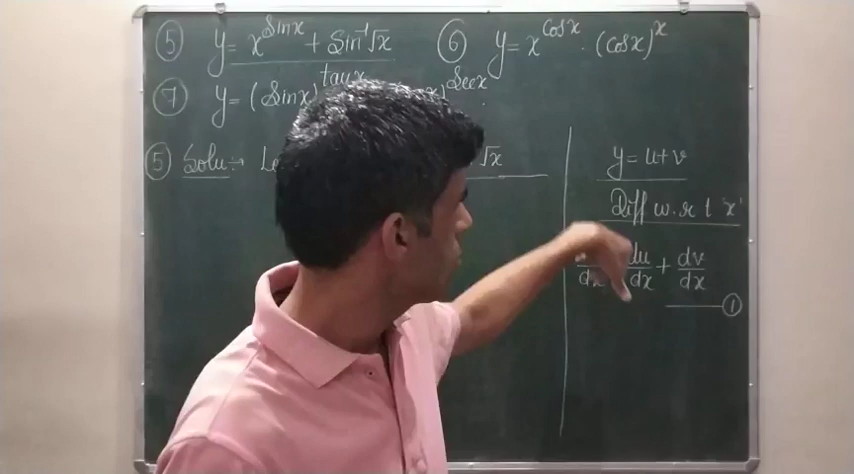 ⑤ y = x^Sinx + Sin⁻¹√x ⑥ y = x^Cosx · (Cosx)^x
⑦ y = (Sinx)^tanx x)^Secx
⑤ Solu :- √x
y = u + v
Diff w.r t 'x'
du/dx + dv/dx
①